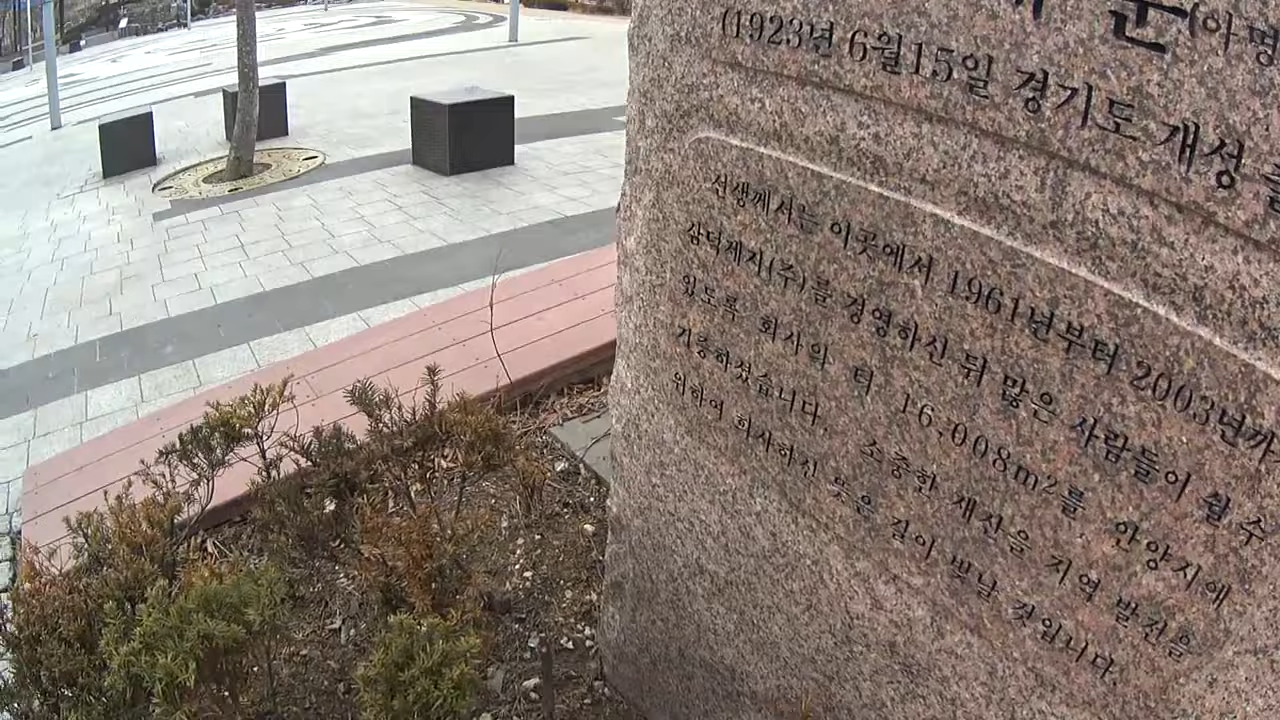 준(아명
(1923년 6월15일 경기도 개성 출
선생께서는 이곳에서 1961년부터 2003년까
삼덕제지(주)를 경영하신 뒤 많은 사람들이 쉴 수
있도록 회사의 터 16,008m²를 안양시에
기증하셨습니다. 소중한 재산을 지역 발전을
위하여 희사하신 뜻은 길이 빛날 것입니다.